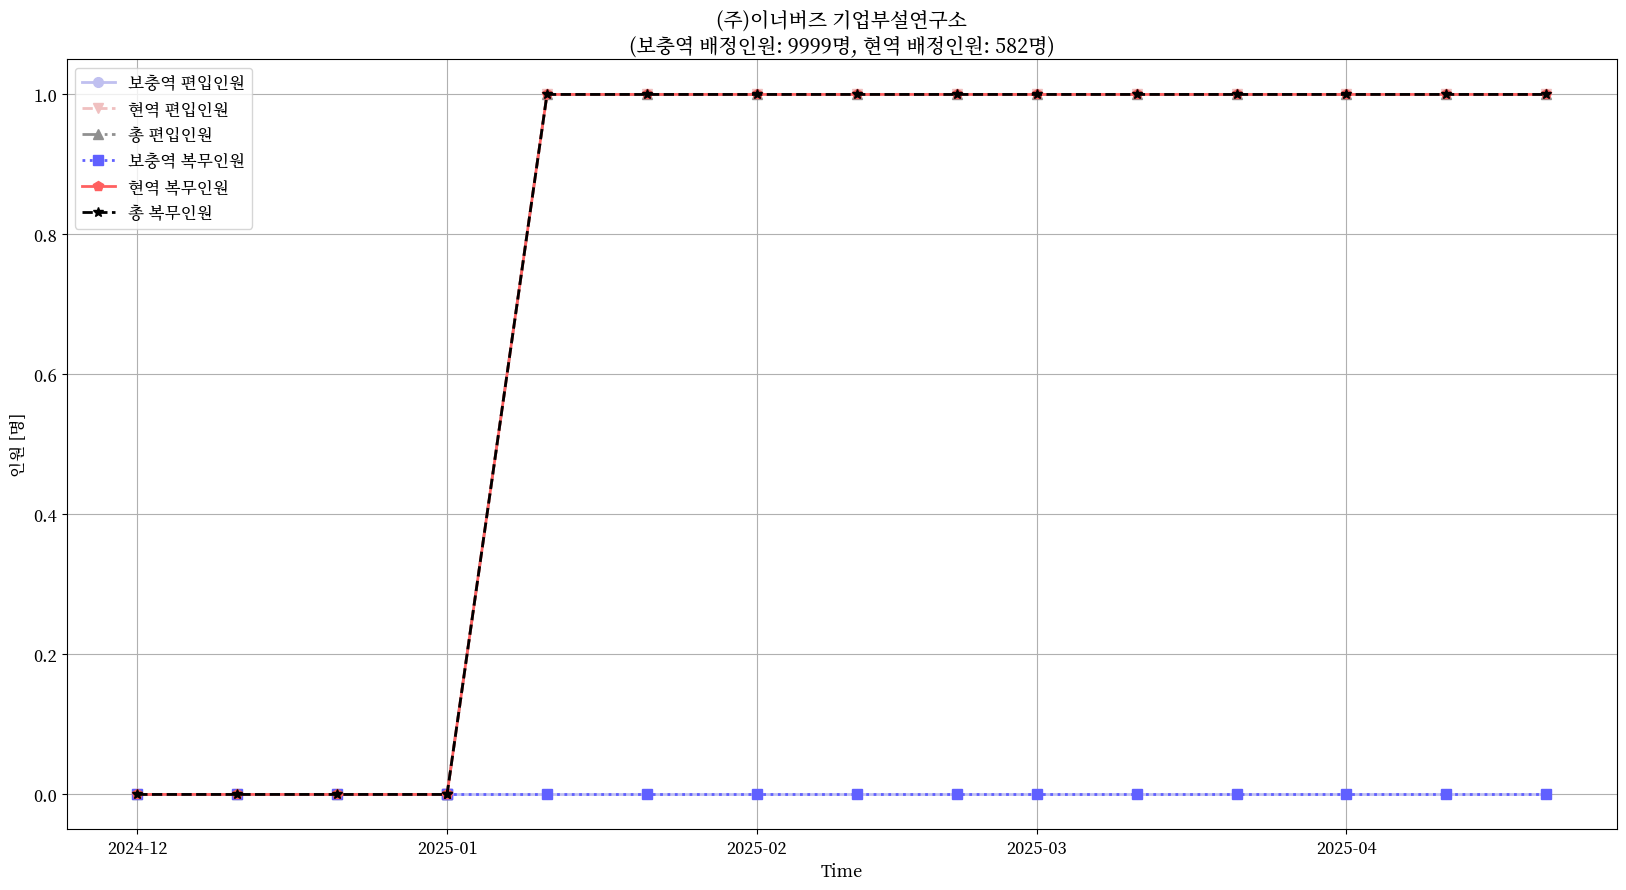 (주)이너버즈 기업부설연구소
(보충역 배정인원: 9999명, 현역 배정인원: 582명)
보충역 편입인원
현역 편입인원
총 편입인원
보충역 복무인원
현역 복무인원
총 복무인원
1.0
0.8
0.6
0.4
0.2
0.0
인원 [명]
2024-12
2025-01
2025-02
2025-03
2025-04
Time